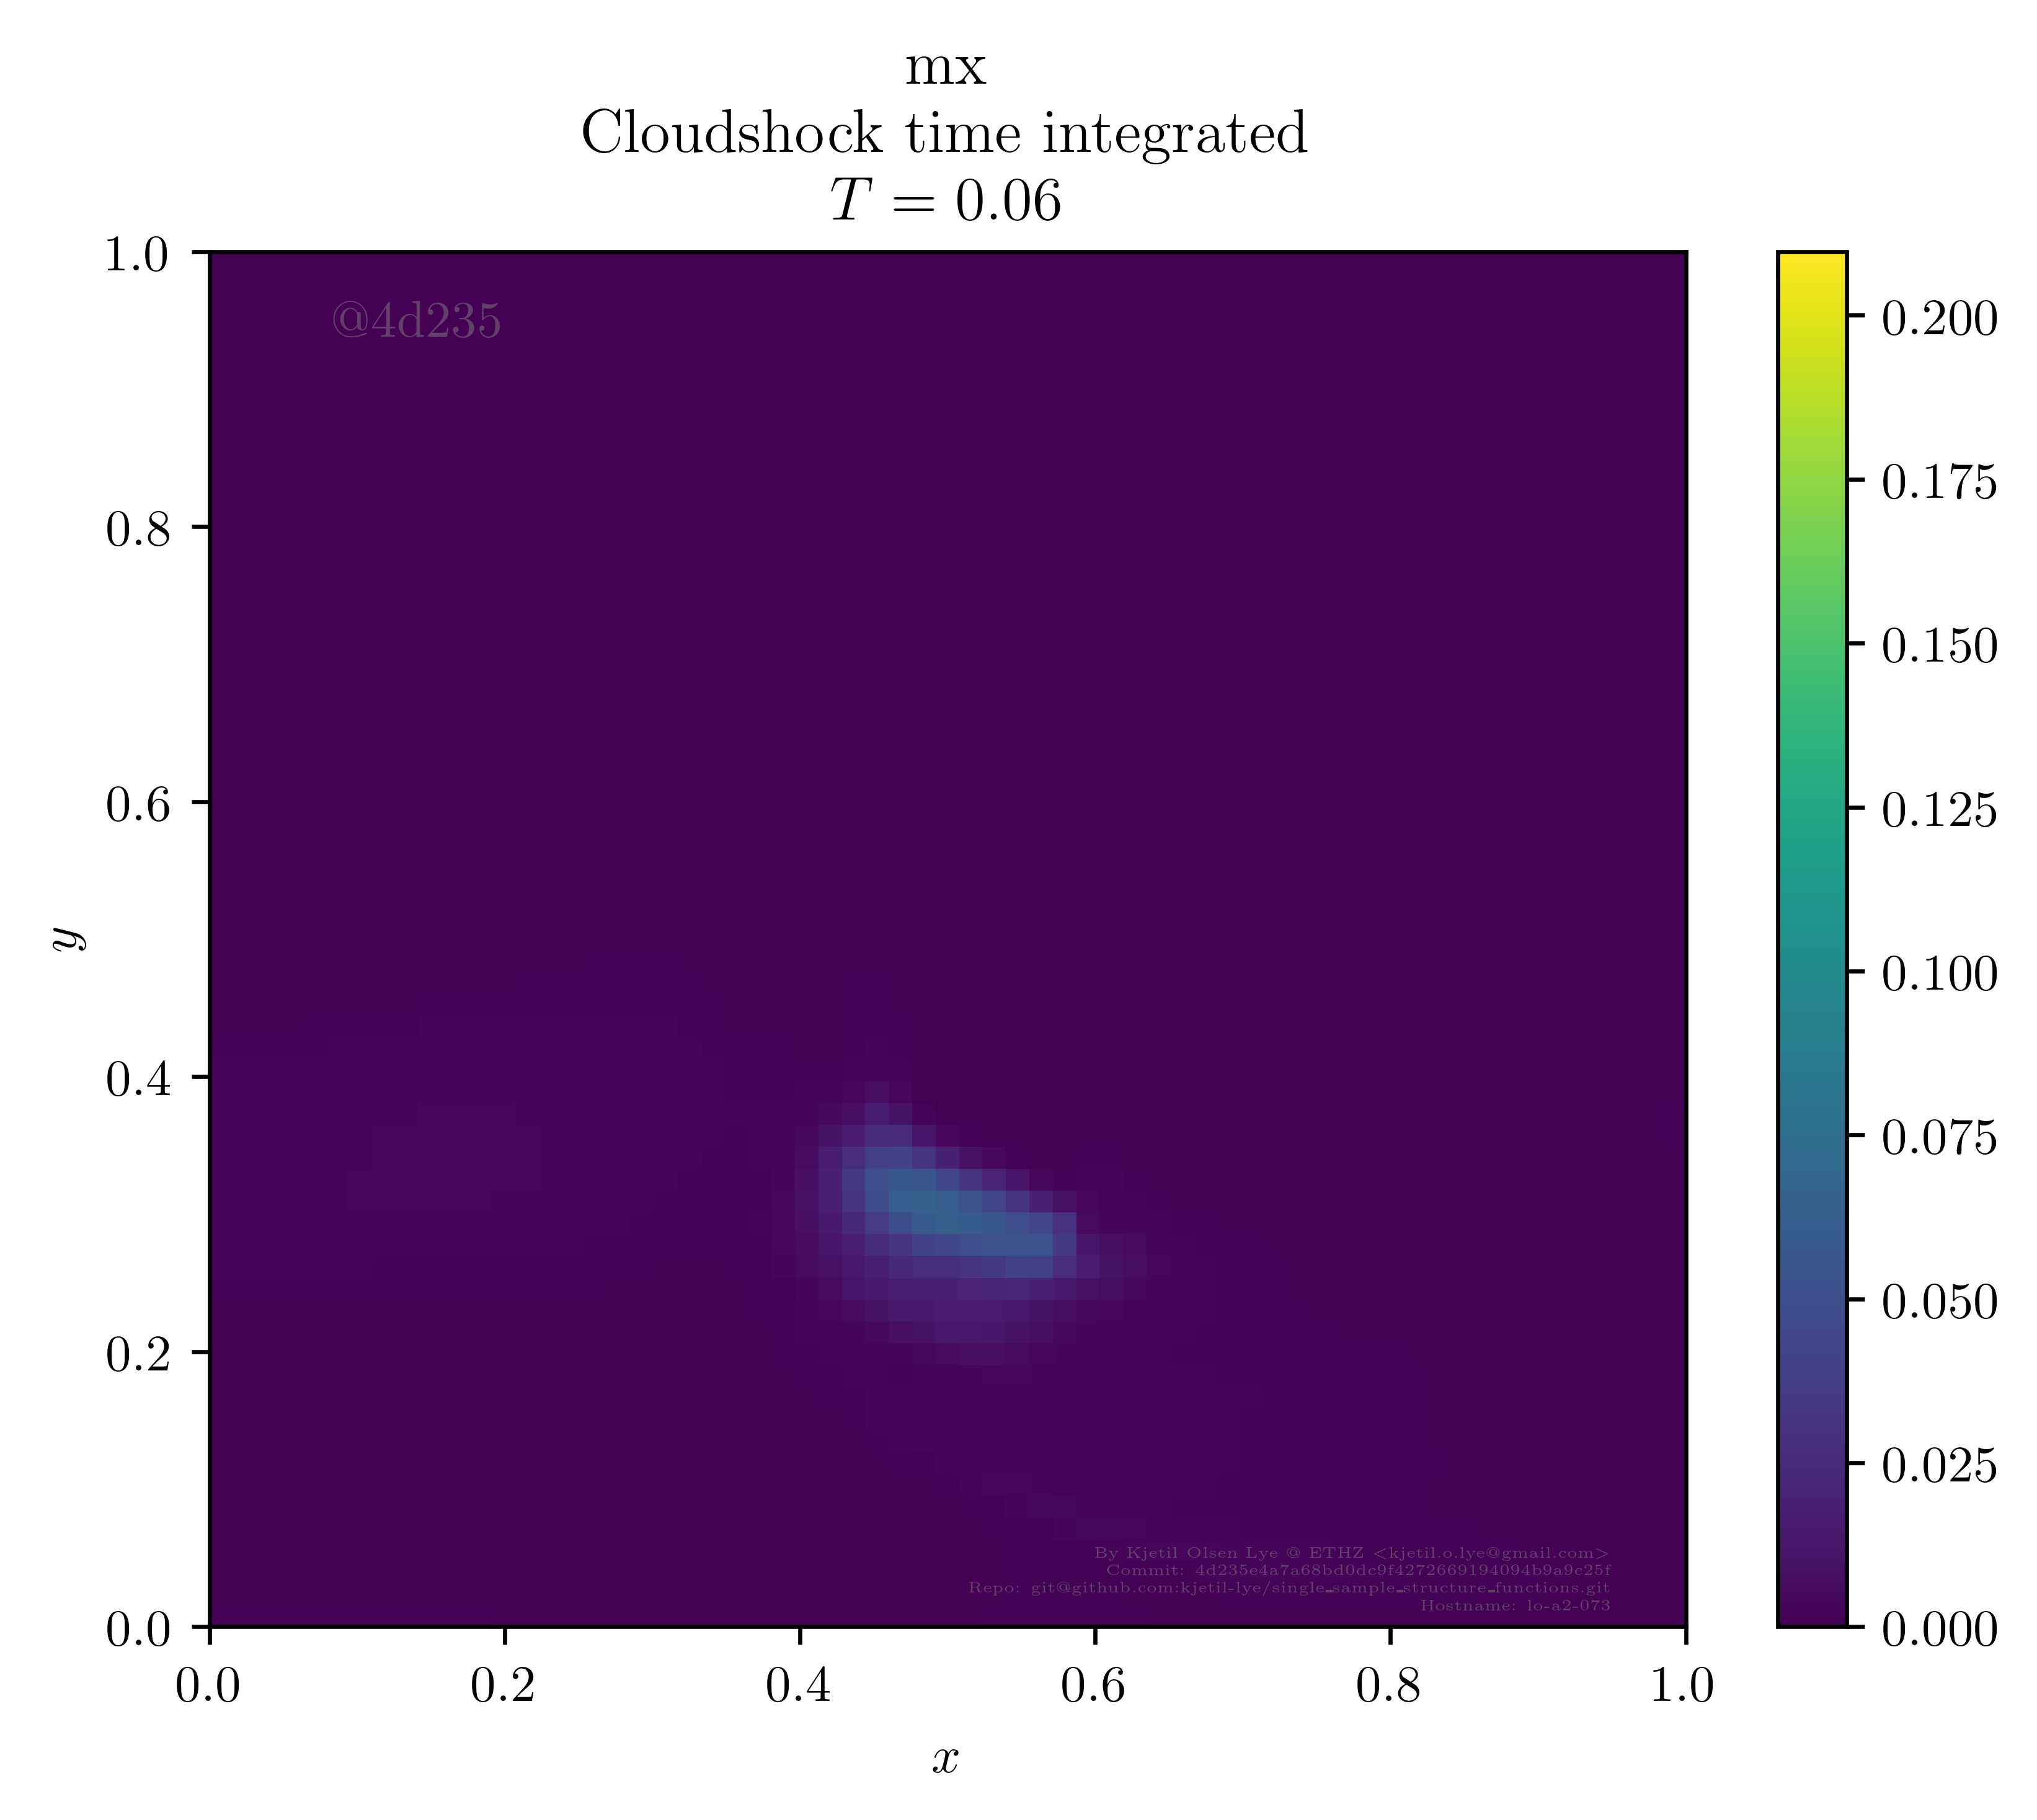 mx
Cloudshock time integrated
T = 0.06
@4d235
1.0
0.8
0.6
0.4
0.2
0.0
y
0.0 0.2 0.4 0.6 0.8 1.0
x
0.200
0.175
0.150
0.125
0.100
0.075
0.050
0.025
0.000
By Kjetil Olsen Lye @ ETHZ <kjetil.o.lye@gmail.com>
Commit: 4d235e4a7a68bd0dc9f4272669194094b9a9c25f
Repo: git@github.com:kjetil-lye/single_sample_structure_functions.git
Hostname: lo-a2-073